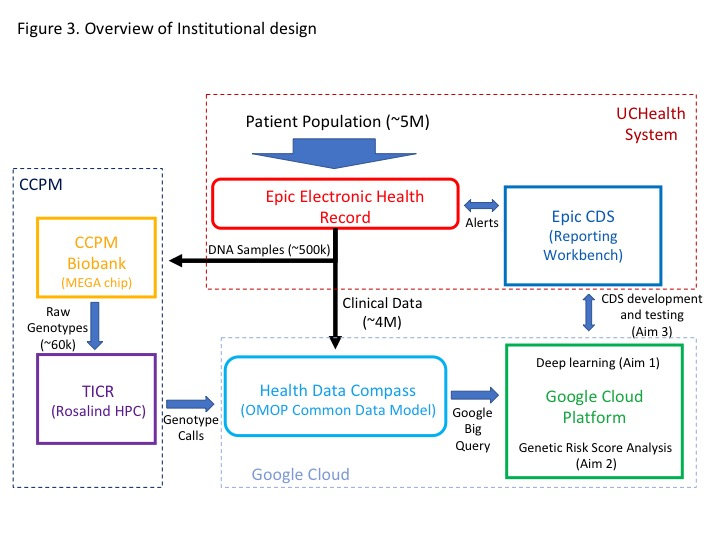 Figure 3. Overview of Institutional design
Patient Population (~5M)
UCHealth
System
CCPM
Epic Electronic Health
Record
Alerts
Epic CDS
(Reporting
Workbench)
CCPM
Biobank
(MEGA chip)
DNA Samples (~500k)
Clinical Data
(~4M)
CDS development
and testing
(Aim 3)
Raw
Genotypes
(~60k)
TICR
(Rosalind HPC)
Genotype
Calls
Health Data Compass
(OMOP Common Data Model)
Google
Big
Query
Deep learning (Aim 1)
Google Cloud
Platform
Genetic Risk Score Analysis
(Aim 2)
Google Cloud